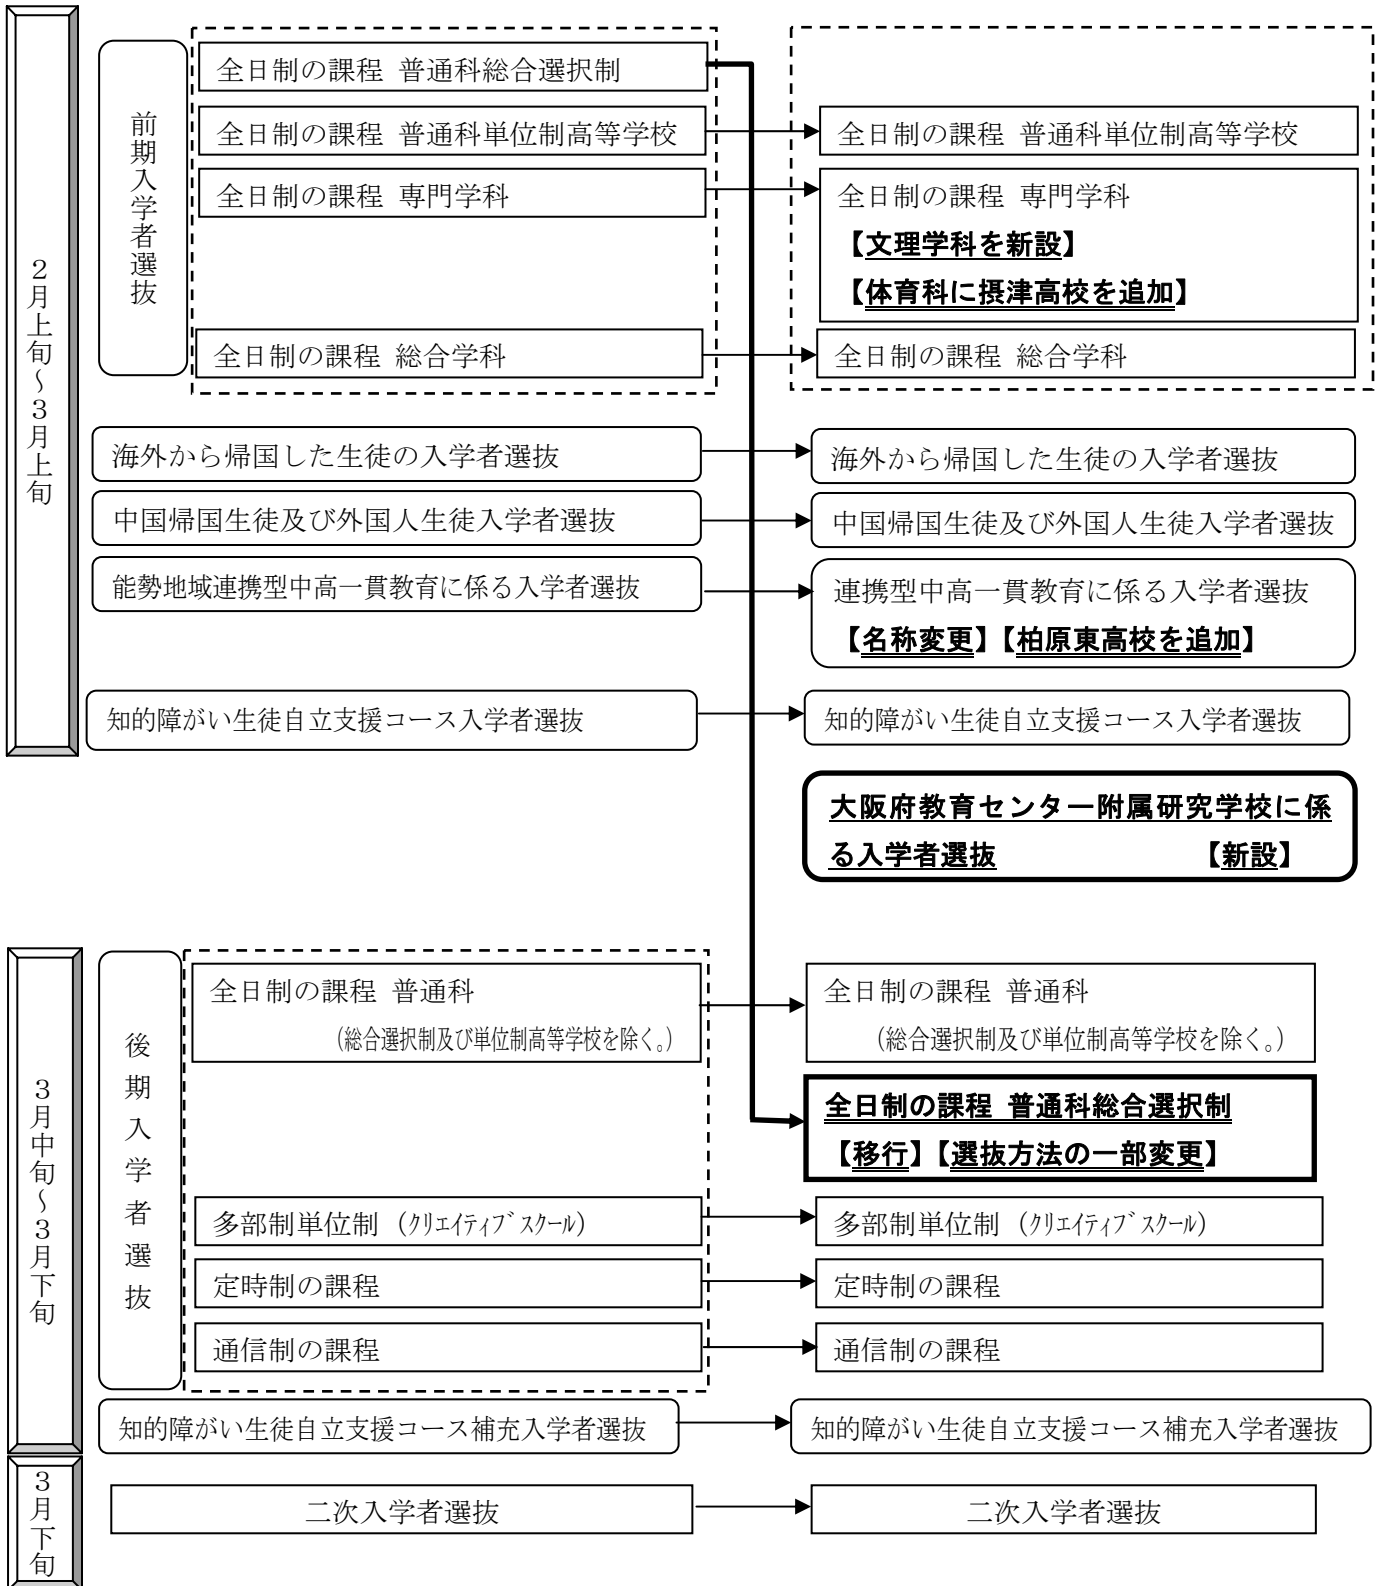 2月上旬～3月上旬
前期入学者選抜
全日制の課程 普通科総合選択制
全日制の課程 普通科単位制高等学校
全日制の課程 普通科単位制高等学校
全日制の課程 専門学科
全日制の課程 専門学科
【文理学科を新設】
【体育科に摂津高校を追加】
全日制の課程 総合学科
全日制の課程 総合学科
海外から帰国した生徒の入学者選抜
海外から帰国した生徒の入学者選抜
中国帰国生徒及び外国人生徒入学者選抜
中国帰国生徒及び外国人生徒入学者選抜
能勢地域連携型中高一貫教育に係る入学者選抜
連携型中高一貫教育に係る入学者選抜
【名称変更】【柏原東高校を追加】
知的障がい生徒自立支援コース入学者選抜
知的障がい生徒自立支援コース入学者選抜
大阪府教育センター附属研究学校に係
る入学者選抜 【新設】
3月中旬～3月下旬
後期入学者選抜
全日制の課程 普通科
(総合選択制及び単位制高等学校を除く。)
全日制の課程 普通科
(総合選択制及び単位制高等学校を除く。)
全日制の課程 普通科総合選択制
【移行】【選抜方法の一部変更】
多部制単位制（ｸﾘｴｲﾃｨﾌﾞｽｸｰﾙ）
多部制単位制（ｸﾘｴｲﾃｨﾌﾞｽｸｰﾙ）
定時制の課程
定時制の課程
通信制の課程
通信制の課程
知的障がい生徒自立支援コース補充入学者選抜
知的障がい生徒自立支援コース補充入学者選抜
3月下旬
二次入学者選抜
二次入学者選抜